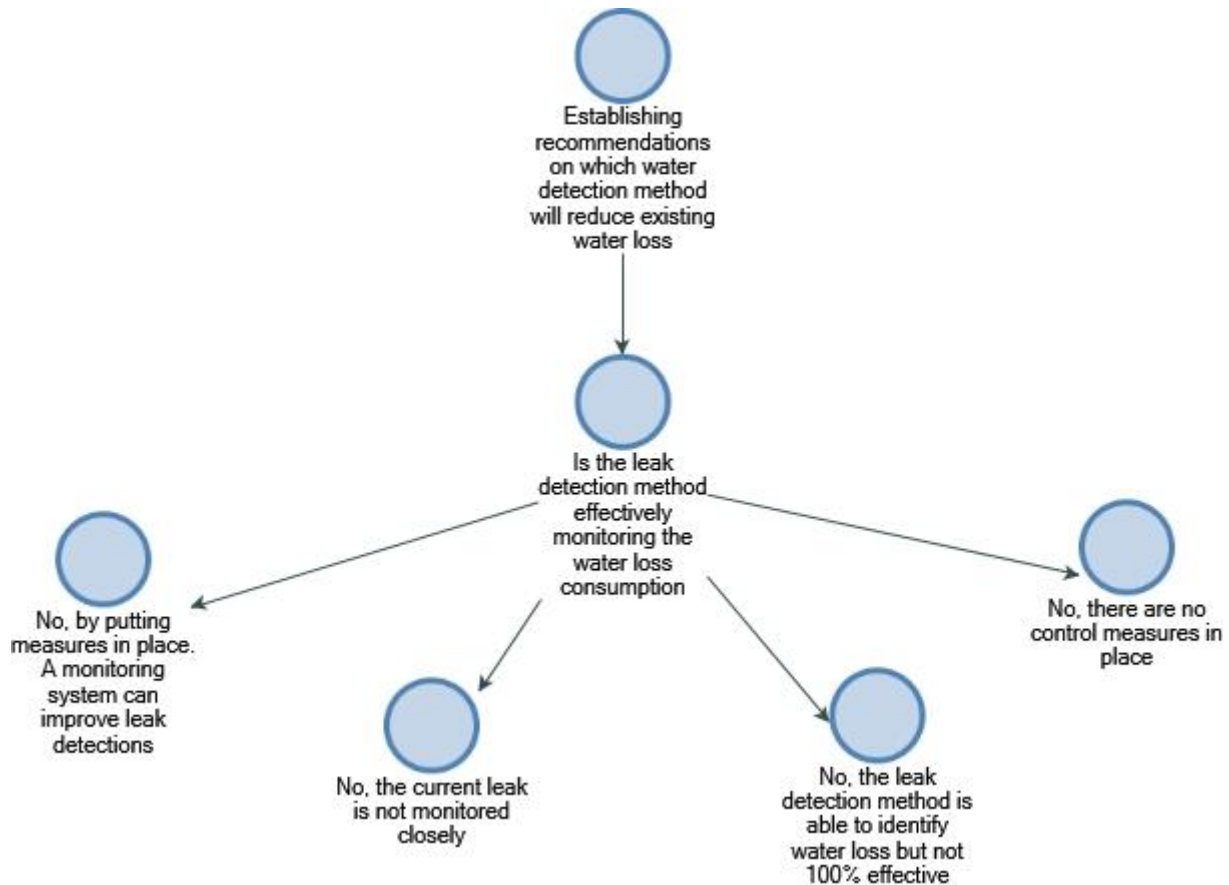 Establishing
recommendations
on which water
detection method
will reduce existing
water loss
Is the leak
detection method
effectively
monitoring the
water loss
consumption
No, by putting
measures in place.
A monitoring
system can
improve leak
detections
No, the current leak
is not monitored
closely
No, the leak
detection method is
able to identify
water loss but not
100% effective
No, there are no
control measures in
place